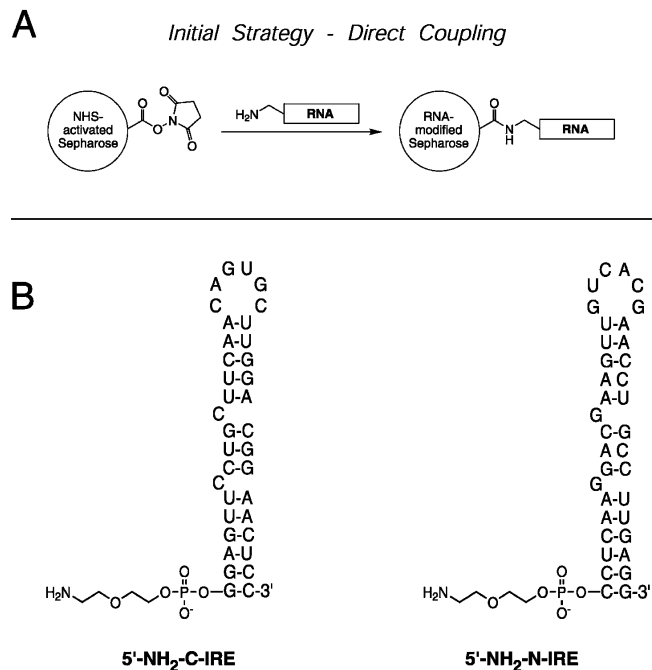 A
Initial Strategy - Direct Coupling
NHS-
activated
Sepharose
O
O
N
O
O
H₂N
RNA
RNA-
modified
Sepharose
O
N
H
RNA
B
G U
A G
C C
A-U
A-U
C-G
U-G
U-A
C
G-C
U-G
C-G
C
U-A
U-A
G-C
A-U
G-C
H₂N O O-P-O-G-C-3'
O
O-
5'-NH₂-C-IRE
C A
U C
G G
U-A
U-A
G-C
A-C
A-U
G
C-G
A-C
G-C
G
A-U
A-U
C-G
U-A
C-G
H₂N O O-P-O-C-G-3'
O
O-
5'-NH₂-N-IRE